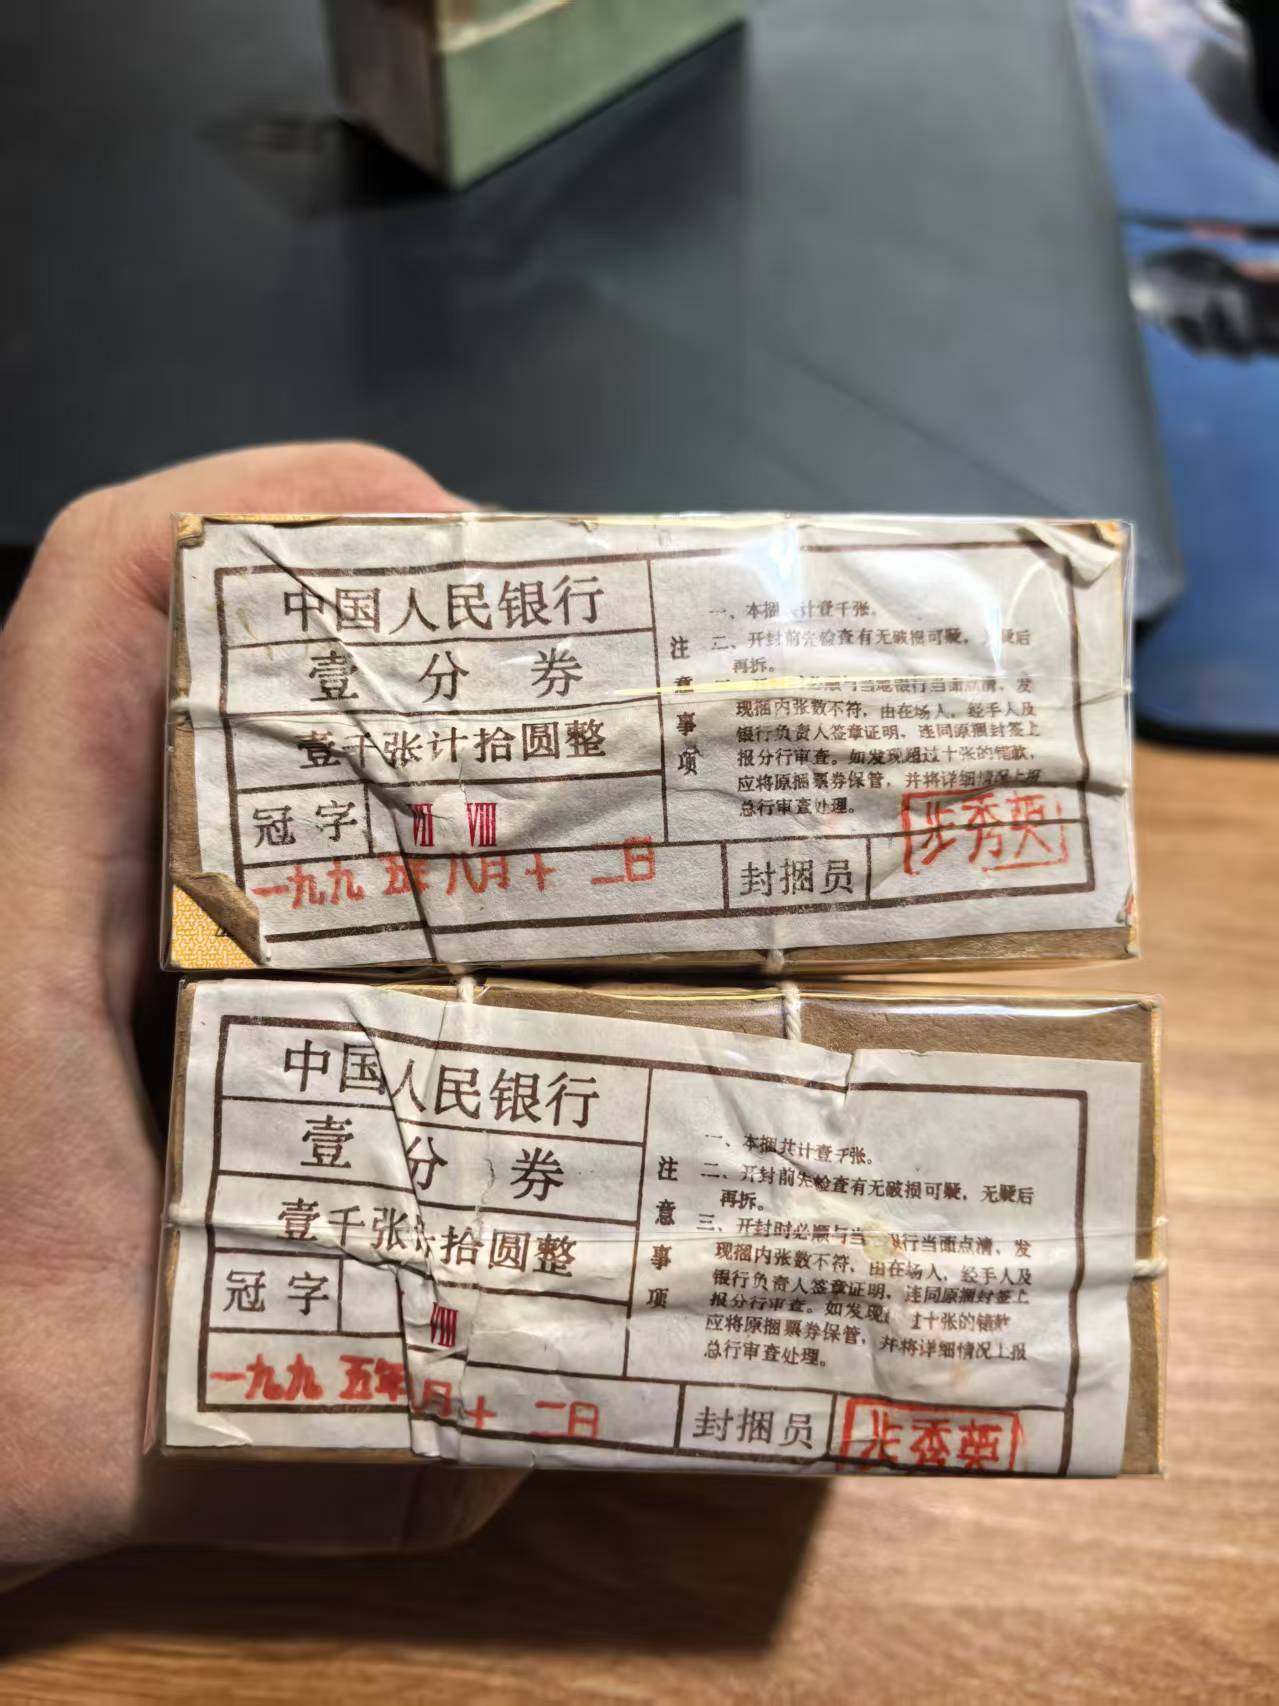 中国人民银行
壹 分 券
壹千张计拾圆整
冠 字 Ⅶ Ⅷ
一九九五年八月十二日
注意事项
一、本捆共计壹千张。
二、开封前先检查有无破损可疑，无疑后
再拆。
必顺与当地银行当面点清，发
现捆内张数不符，由在场人，经手人及
银行负责人签章证明，连同原捆封签上
报分行审查。如发现超过十张的错款，
应将原捆票券保管，并将详细情况上报
总行审查处理。
封捆员
步秀英
中国人民银行
壹 分 券
壹千张计拾圆整
冠 字 Ⅷ
一九九五年 月十二日
注意事项
一、本捆共计壹千张。
二、开封前先检查有无破损可疑，无疑后
再拆。
三、开封时必顺与当 银行当面点清，发
现捆内张数不符，由在场人，经手人及
银行负责人签章证明，连同原捆封签上
报分行审查。如发现 过十张的错款
应将原捆票券保管，并将详细情况上报
总行审查处理。
封捆员
步秀英